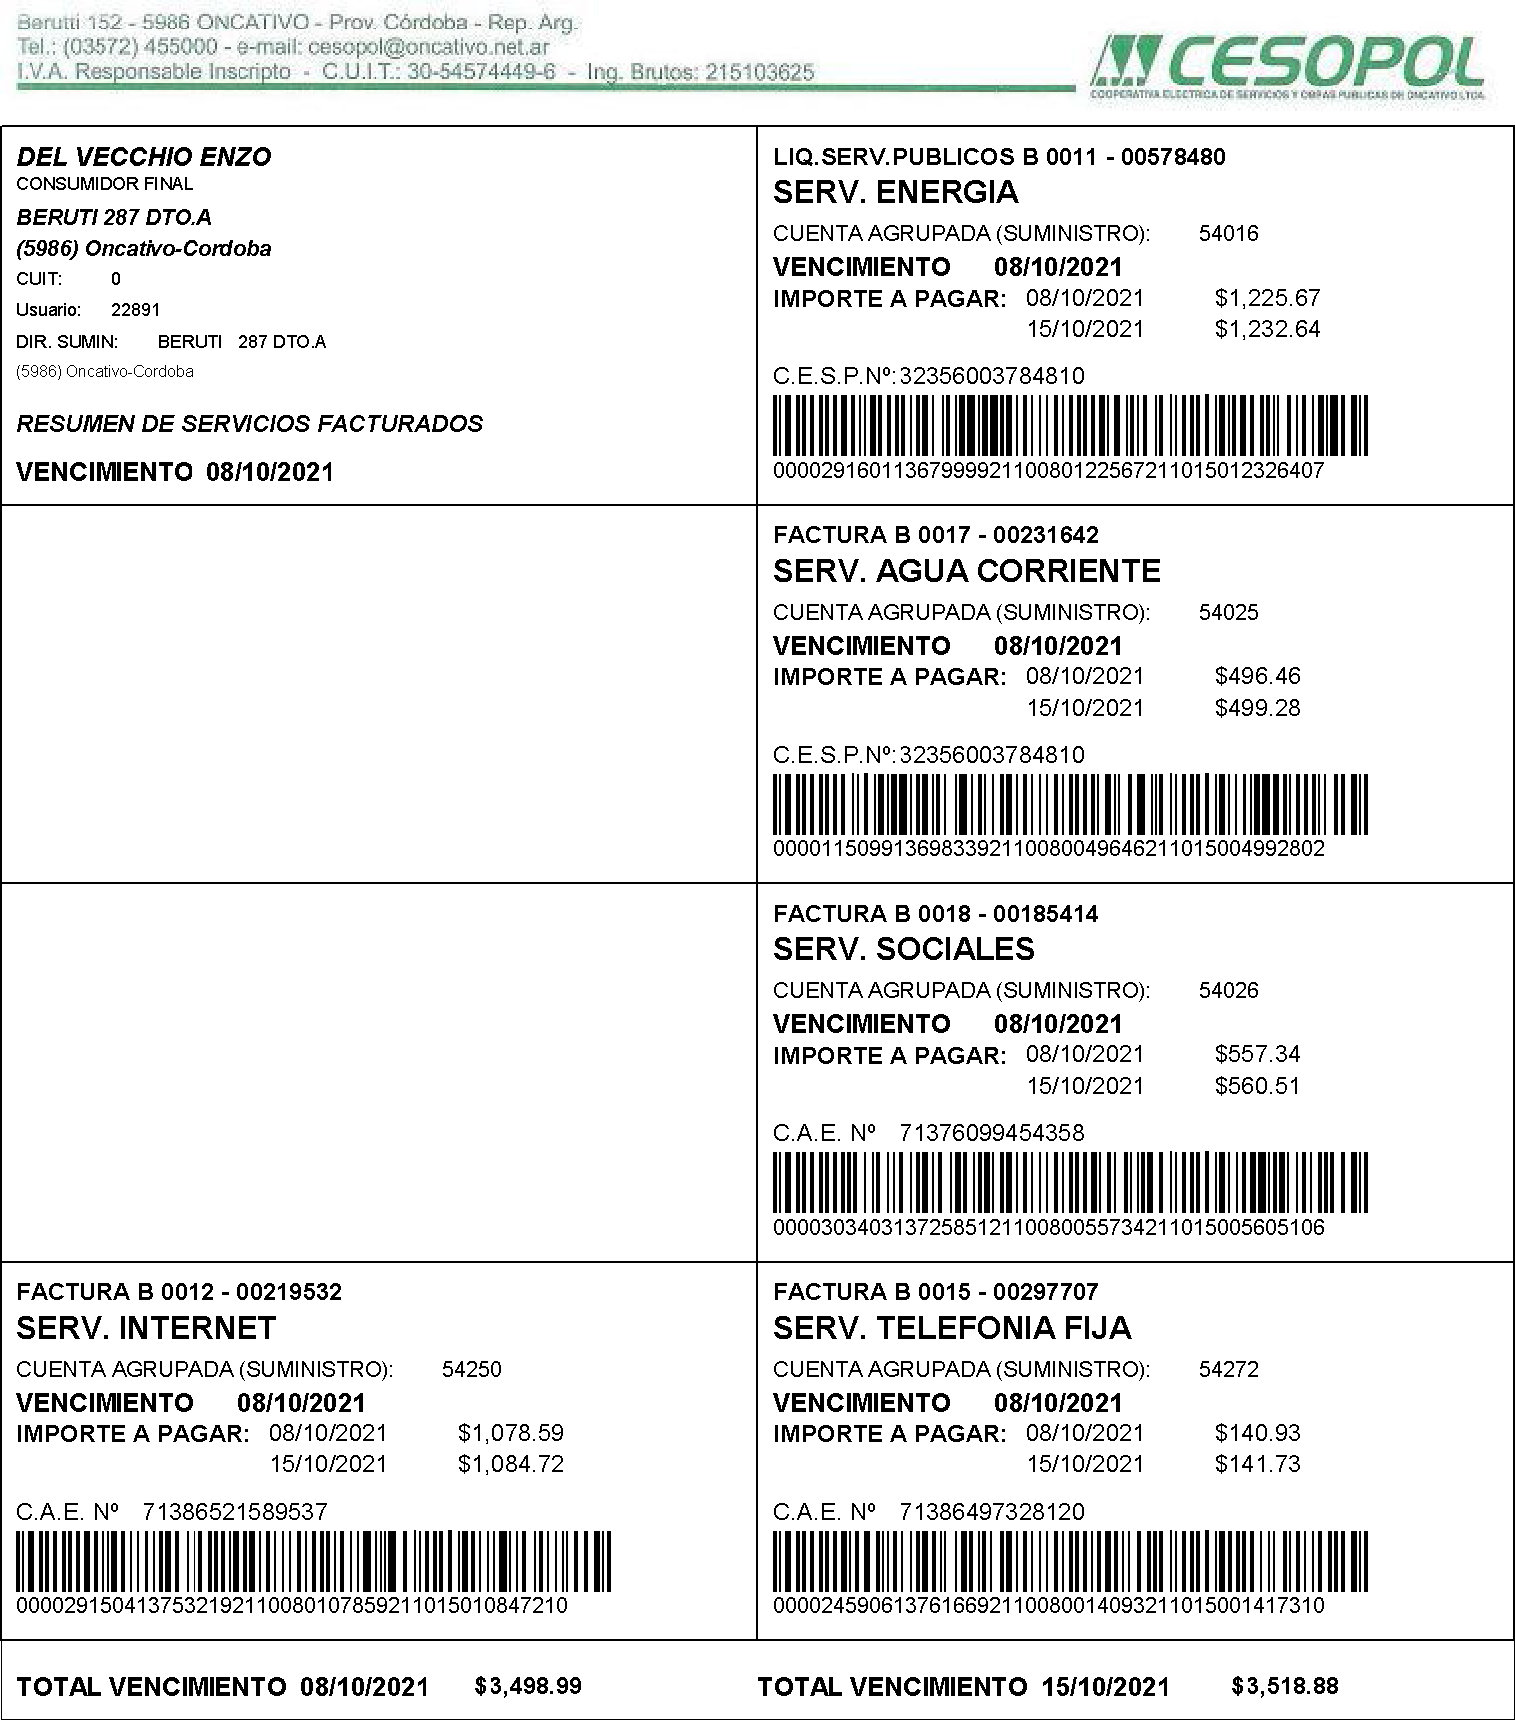 Berutti 152 - 5986 ONCATIVO - Prov. Córdoba - Rep. Arg.
Tel.: (03572) 455000 - e-mail: cesopol@oncativo.net.ar
I.V.A. Responsable Inscripto - C.U.I.T.: 30-54574449-6 - Ing. Brutos: 215103625
CESOPOL
COOPERATIVA ELECTRICA DE SERVICIOS Y OBRAS PUBLICAS DE ONCATIVO LTDA.
DEL VECCHIO ENZO
CONSUMIDOR FINAL
BERUTI 287 DTO.A
(5986) Oncativo-Cordoba
CUIT: 0
Usuario: 22891
DIR. SUMIN: BERUTI 287 DTO.A
(5986) Oncativo-Cordoba
RESUMEN DE SERVICIOS FACTURADOS
VENCIMIENTO 08/10/2021
LIQ.SERV.PUBLICOS B 0011 - 00578480
SERV. ENERGIA
CUENTA AGRUPADA (SUMINISTRO): 54016
VENCIMIENTO 08/10/2021
IMPORTE A PAGAR: 08/10/2021 $1,225.67
15/10/2021 $1,232.64
C.E.S.P.Nº: 32356003784810
0000291601136799992110080122567211015012326407
FACTURA B 0017 - 00231642
SERV. AGUA CORRIENTE
CUENTA AGRUPADA (SUMINISTRO): 54025
VENCIMIENTO 08/10/2021
IMPORTE A PAGAR: 08/10/2021 $496.46
15/10/2021 $499.28
C.E.S.P.Nº: 32356003784810
0000115099136983392110080049646211015004992802
FACTURA B 0018 - 00185414
SERV. SOCIALES
CUENTA AGRUPADA (SUMINISTRO): 54026
VENCIMIENTO 08/10/2021
IMPORTE A PAGAR: 08/10/2021 $557.34
15/10/2021 $560.51
C.A.E. Nº 71376099454358
0000303403137258512110080055734211015005605106
FACTURA B 0012 - 00219532
SERV. INTERNET
CUENTA AGRUPADA (SUMINISTRO): 54250
VENCIMIENTO 08/10/2021
IMPORTE A PAGAR: 08/10/2021 $1,078.59
15/10/2021 $1,084.72
C.A.E. Nº 71386521589537
0000291504137532192110080107859211015010847210
FACTURA B 0015 - 00297707
SERV. TELEFONIA FIJA
CUENTA AGRUPADA (SUMINISTRO): 54272
VENCIMIENTO 08/10/2021
IMPORTE A PAGAR: 08/10/2021 $140.93
15/10/2021 $141.73
C.A.E. Nº 71386497328120
0000245906137616692110080014093211015001417310
TOTAL VENCIMIENTO 08/10/2021 $3,498.99
TOTAL VENCIMIENTO 15/10/2021 $3,518.88